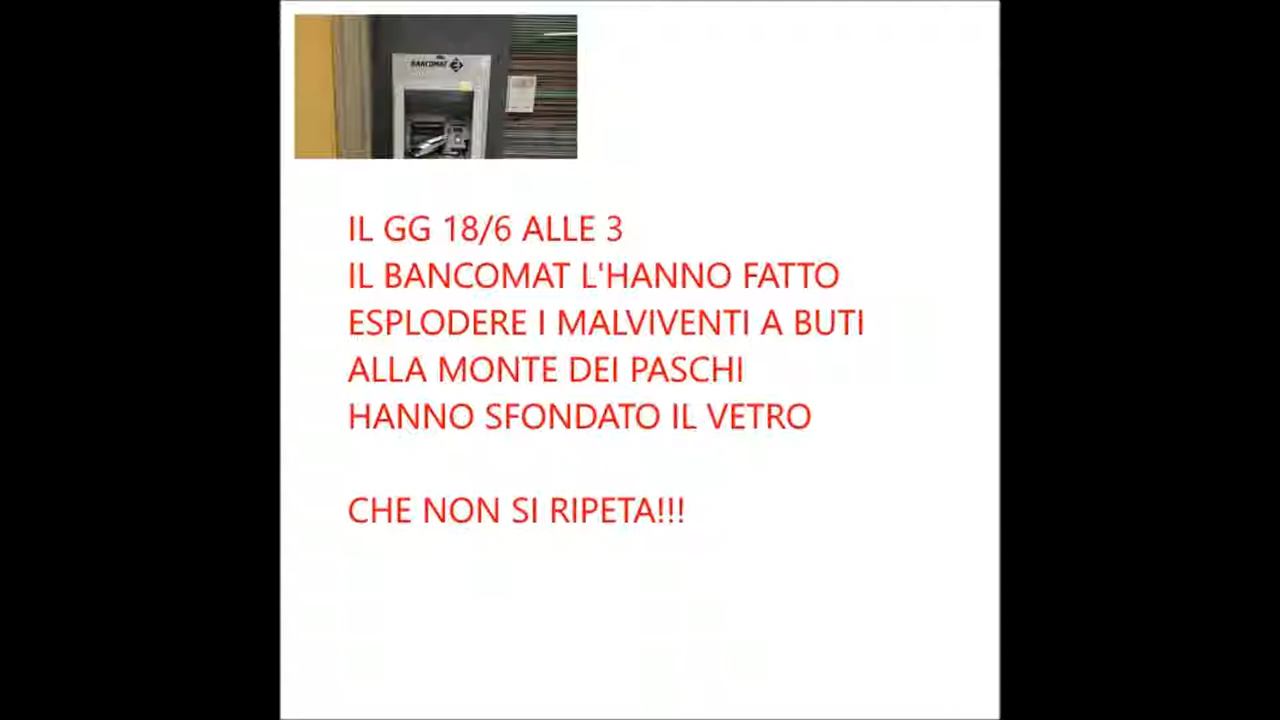 BANCOMAT
IL GG 18/6 ALLE 3
IL BANCOMAT L'HANNO FATTO
ESPLODERE I MALVIVENTI A BUTI
ALLA MONTE DEI PASCHI
HANNO SFONDATO IL VETRO
CHE NON SI RIPETA!!!